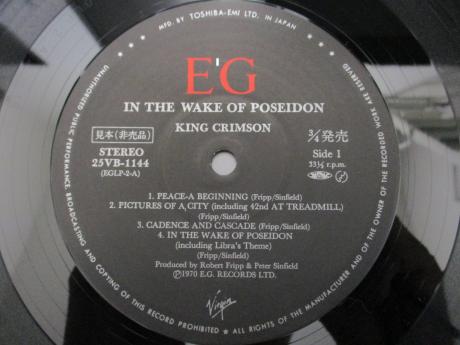 MFD. BY TOSHIBA-EMI LTD. IN JAPAN
E'G
IN THE WAKE OF POSEIDON
KING CRIMSON
見本(非売品)
3/4発売
STEREO
Side 1
25VB-1144
33⅓ r.p.m.
(EGLP-2-A)
1. PEACE-A BEGINNING (Fripp/Sinfield)
2. PICTURES OF A CITY (including 42nd AT TREADMILL)
(Fripp/Sinfield)
3. CADENCE AND CASCADE (Fripp/Sinfield)
4. IN THE WAKE OF POSEIDON
(including Libra's Theme)
(Fripp/Sinfield)
Produced by Robert Fripp & Peter Sinfield
Ⓟ©1970 E.G. RECORDS LTD.
Virgin
UNAUTHORIZED PUBLIC PERFORMANCE, BROADCASTING AND COPYING OF THIS RECORD PROHIBITED ★ ALL RIGHTS OF THE MANUFACTURER AND OF THE OWNER OF THE RECORDED WORK ARE RESERVED